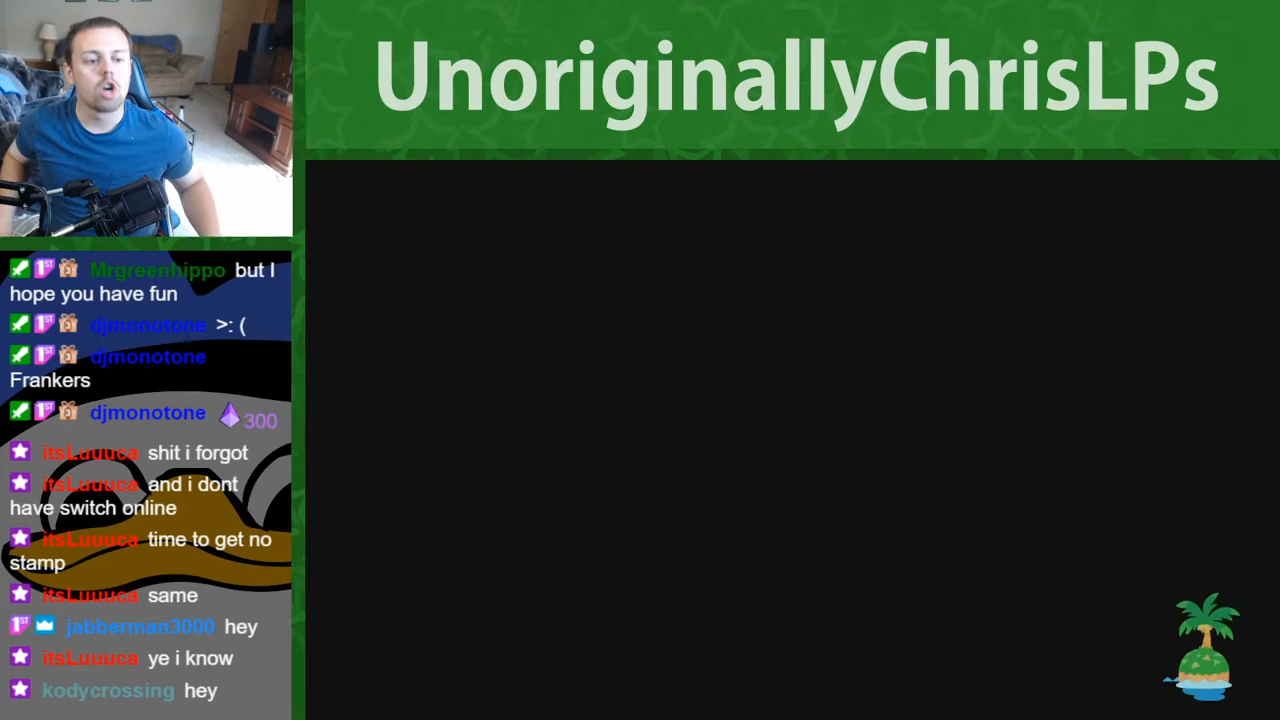 UnoriginallyChrisLPs
Mrgreenhippo but I
hope you have fun
djmonotone >: (
djmonotone
Frankers
djmonotone 300
itsLuuuca shit i forgot
itsLuuuca and i dont
have switch online
itsLuuuca time to get no
stamp
itsLuuuca same
jabberman3000 hey
itsLuuuca ye i know
kodycrossing hey